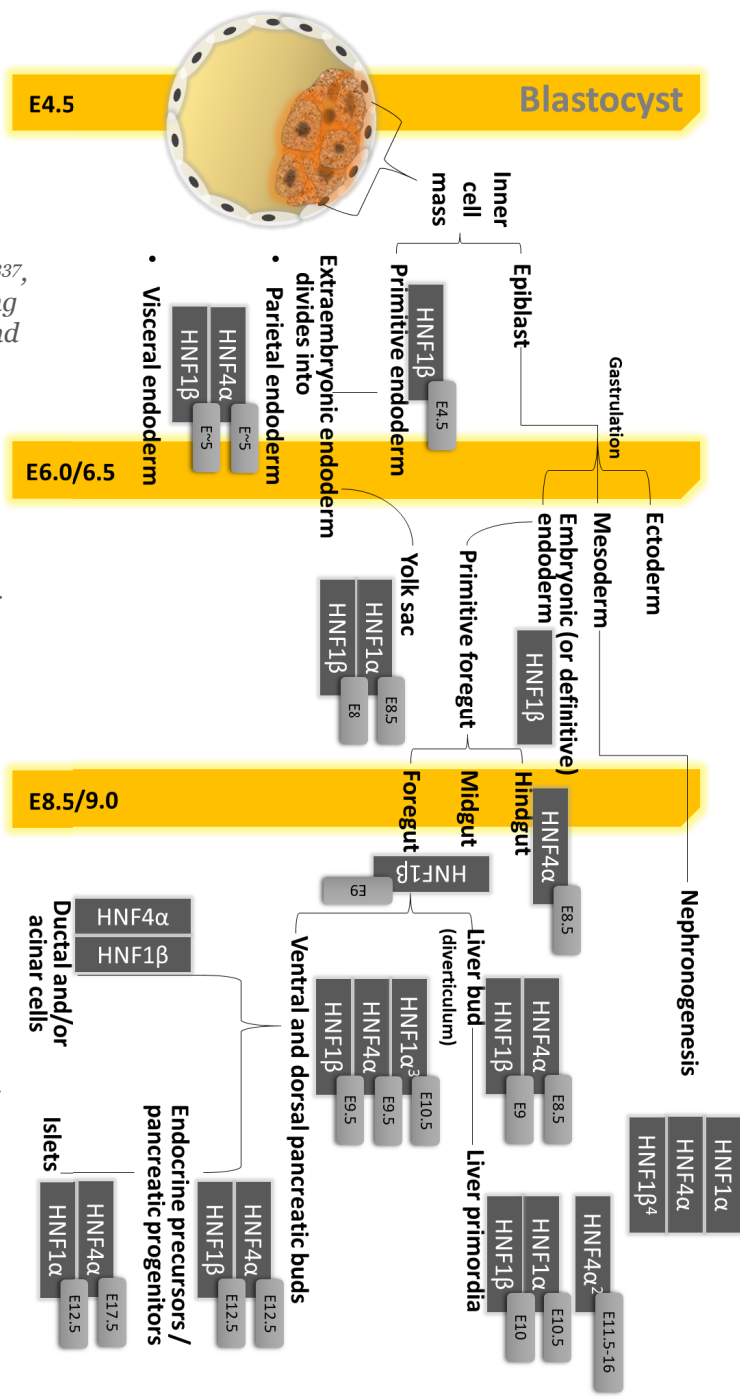 E4.5
Blastocyst
Inner
cell
mass
Epiblast
Primitive endoderm
HNF1β
E4.5
Extraembryonic endoderm
divides into
• Parietal endoderm
• Visceral endoderm
HNF4α
E~5
HNF1β
E~5
337,
ng
nd
Gastrulation
E6.0/6.5
Ectoderm
Mesoderm
Embryonic (or definitive)
endoderm
HNF1β
Primitive foregut
Yolk sac
HNF1α
E8.5
HNF1β
E8
E8.5/9.0
Hindgut
Midgut
Foregut
HNF4α
E8.5
HNF1β
E9
Nephronogenesis
HNF1α
HNF4α
HNF1β⁴
Liver bud
(diverticulum)
HNF4α
E8.5
HNF1β
E9
Liver primordia
HNF4α²
E11.5-16
HNF1α
E10.5
HNF1β
E10
Ventral and dorsal pancreatic buds
HNF1α³
E10.5
HNF4α
E9.5
HNF1β
E9.5
HNF4α
HNF1β
Ductal and/or
acinar cells
Endocrine precursors /
pancreatic progenitors
HNF4α
E12.5
HNF1β
E12.5
Islets
HNF4α
E17.5
HNF1α
E12.5